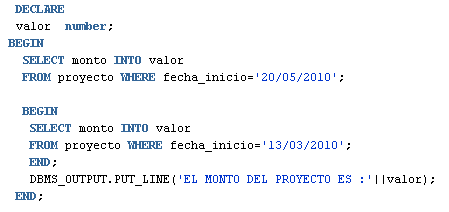 DECLARE
valor number;
BEGIN
SELECT monto INTO valor
FROM proyecto WHERE fecha_inicio='20/05/2010';
BEGIN
SELECT monto INTO valor
FROM proyecto WHERE fecha_inicio='13/03/2010';
END;
DBMS_OUTPUT.PUT_LINE('EL MONTO DEL PROYECTO ES :'||valor);
END;